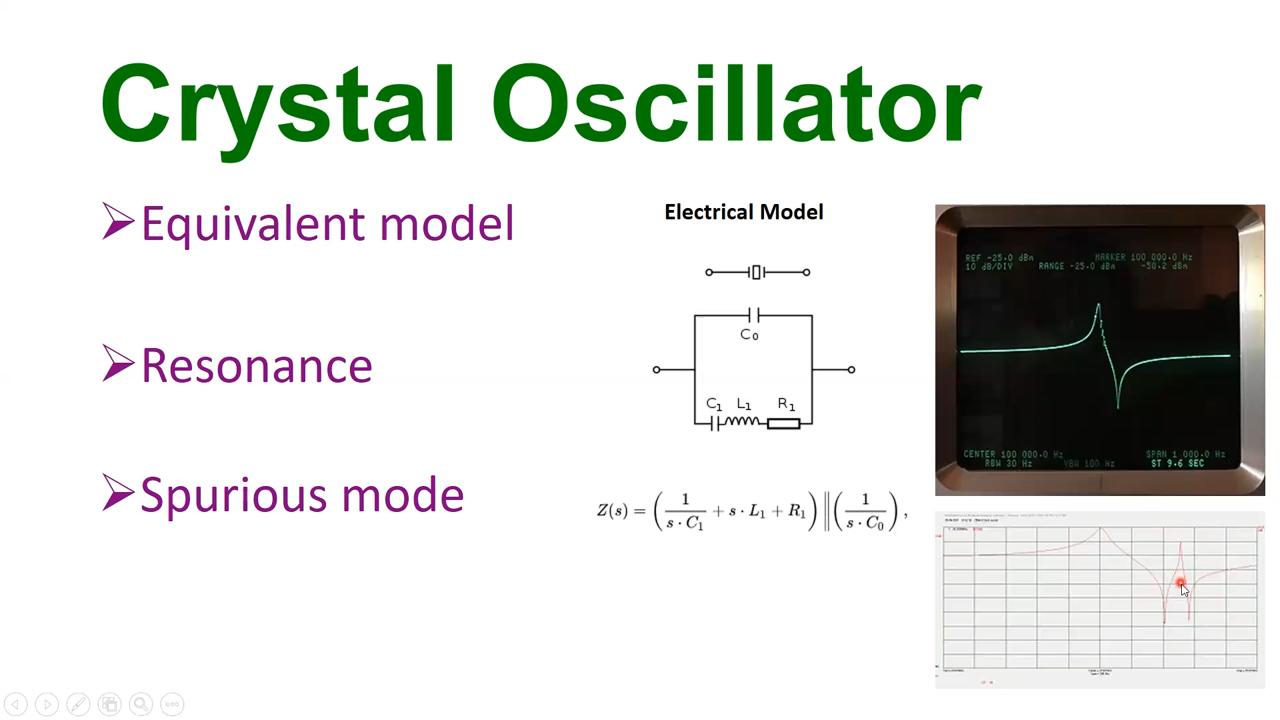 Crystal Oscillator
Equivalent model
Resonance
Spurious mode
Electrical Model
C₀
C₁ L₁ R₁
Z(s) = (1/(s·C₁) + s·L₁ + R₁) ∥ (1/(s·C₀)),
REF -25.0 dBm MARKER 100 000.0 Hz
10 dB/DIV RANGE -25.0 dBm -50.2 dBm
CENTER 100 000.0 Hz SPAN 1 000.0 Hz
RBW 30 Hz VBW 100 Hz ST 9.6 SEC